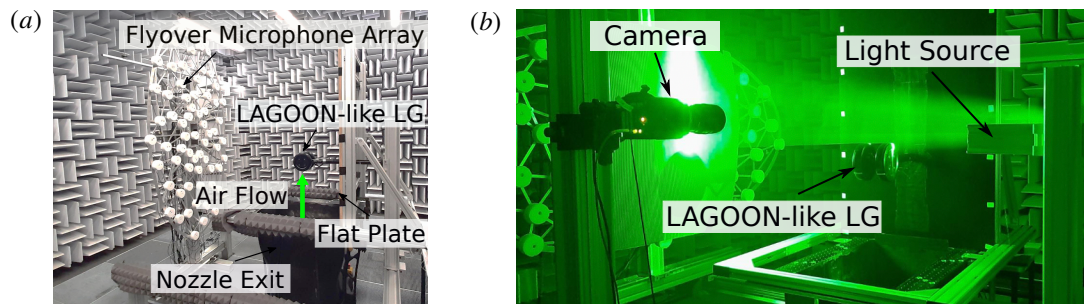 (a)
Flyover Microphone Array
LAGOON-like LG
Air Flow
Flat Plate
Nozzle Exit
(b)
Camera
Light Source
LAGOON-like LG